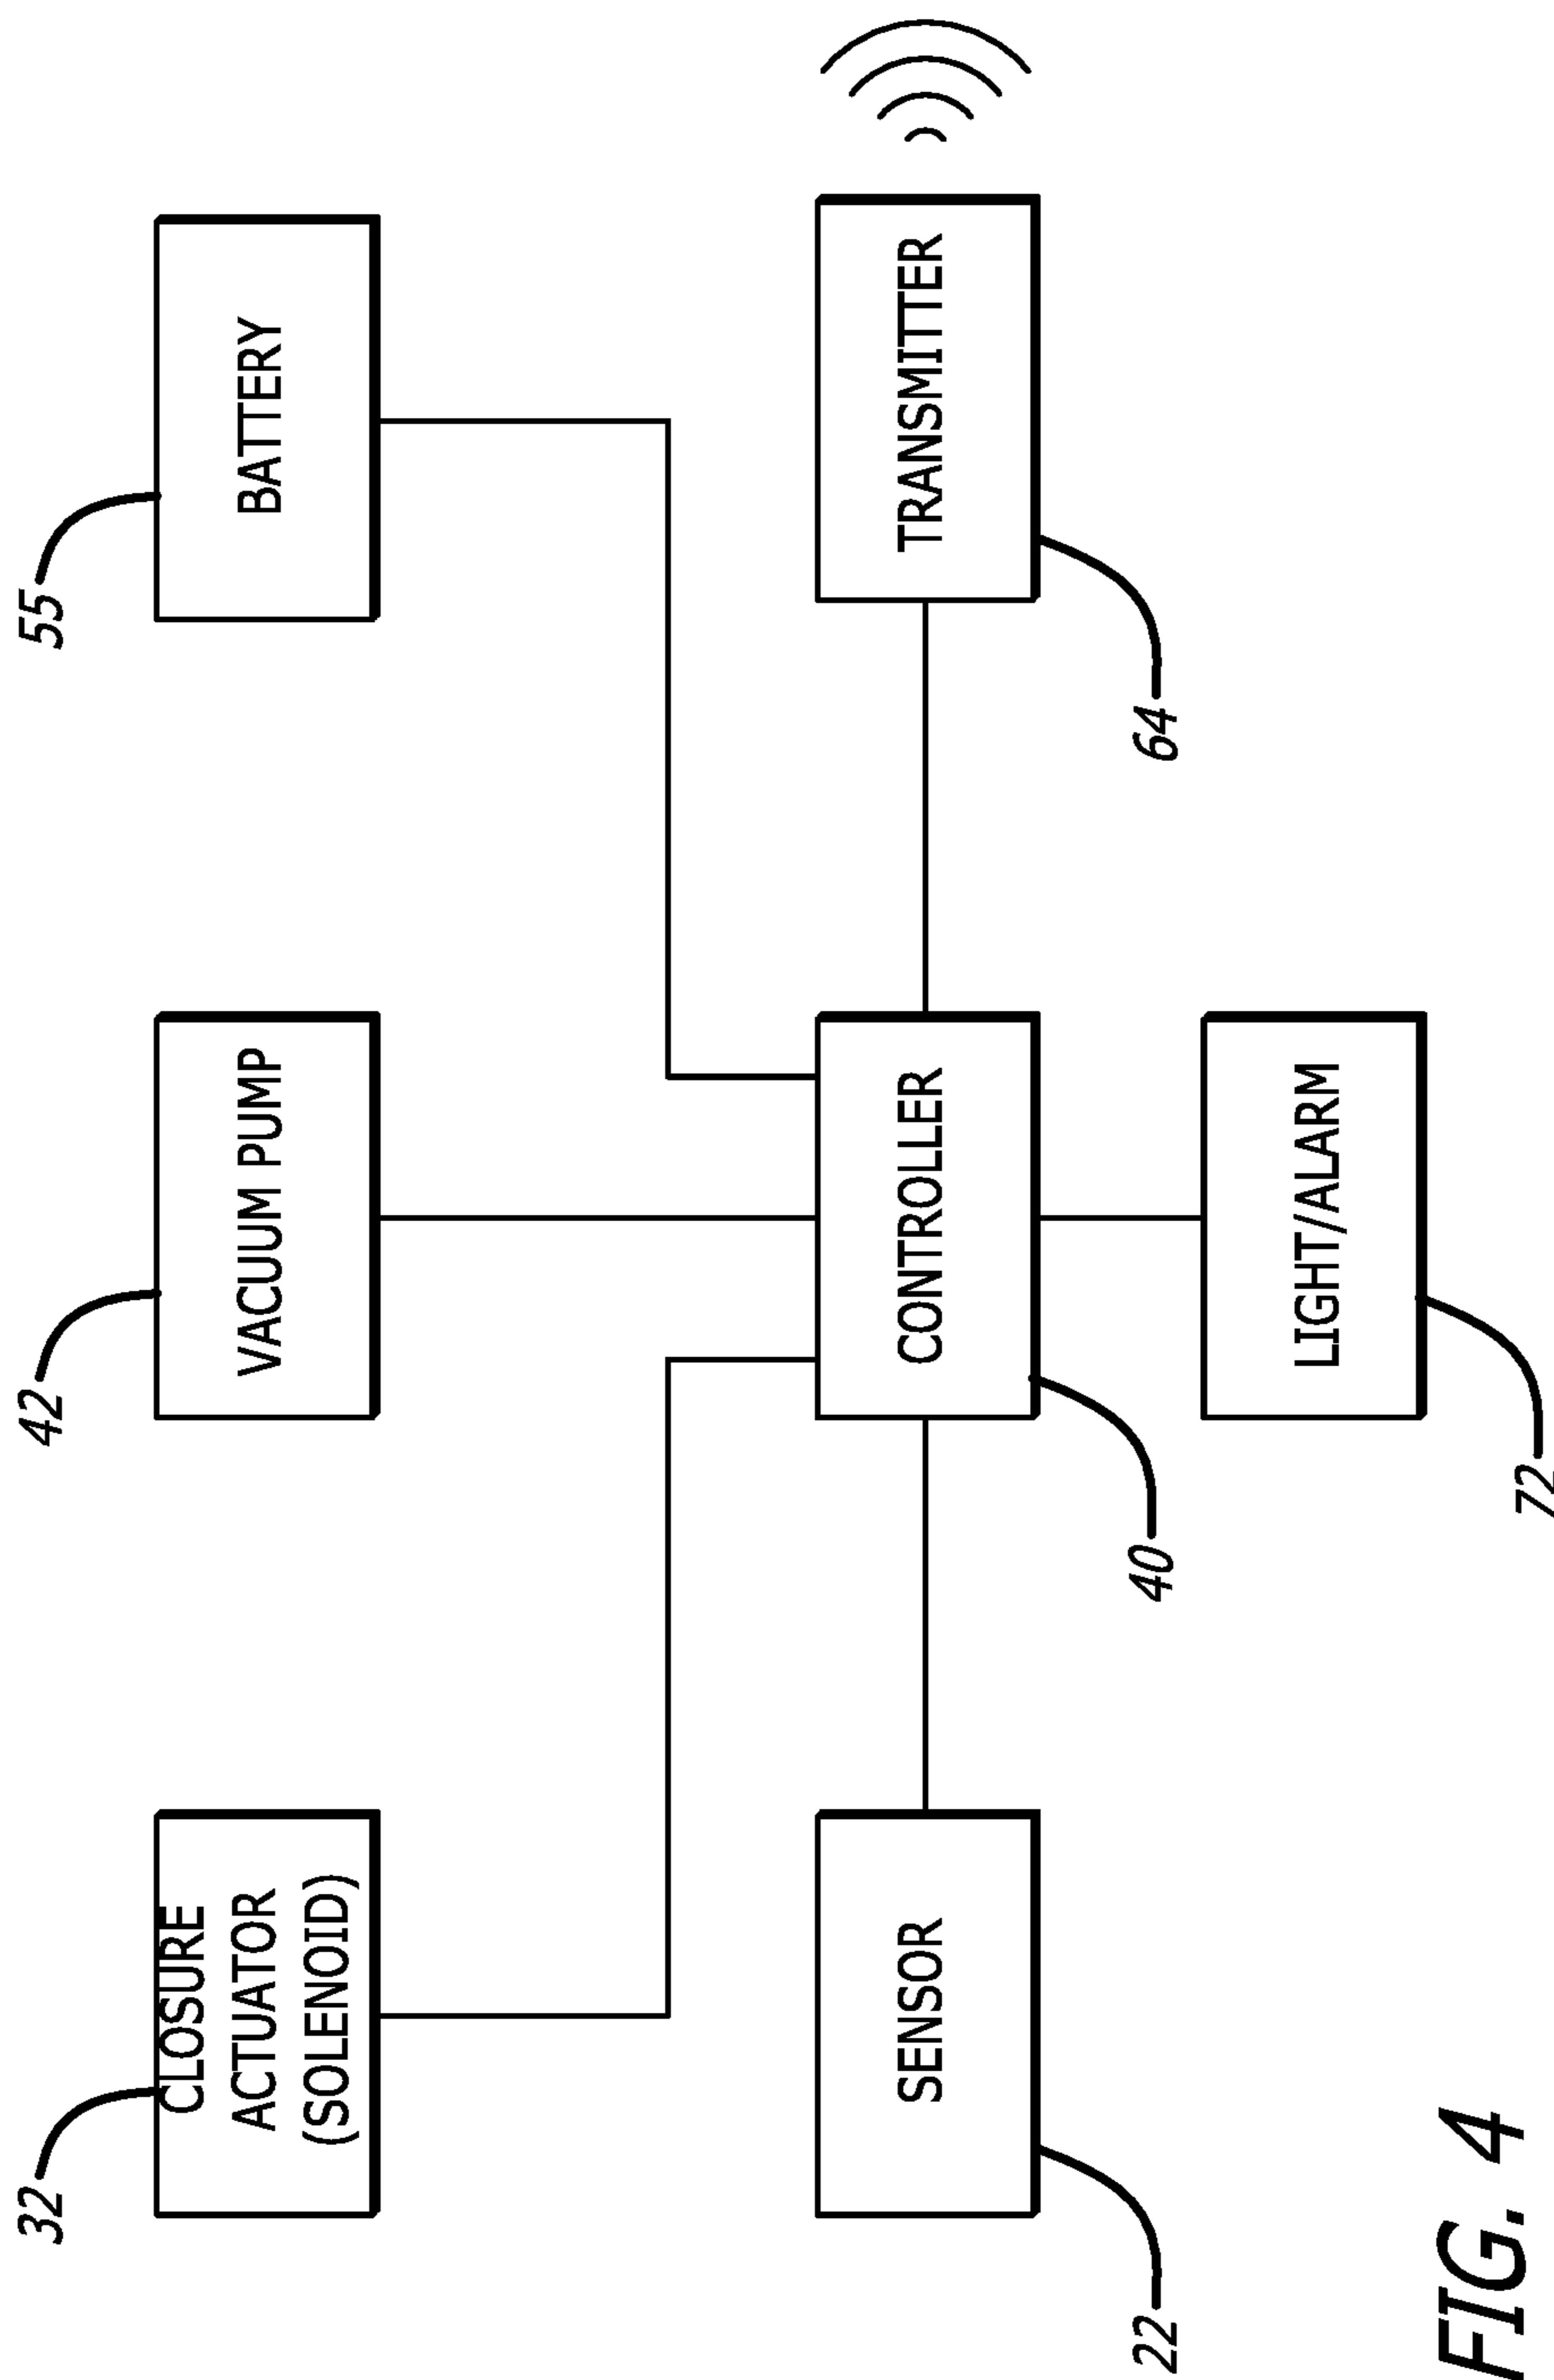 32
CLOSURE
ACTUATOR
(SOLENOID)
42
VACUUM PUMP
55
BATTERY
SENSOR
22
CONTROLLER
40
TRANSMITTER
64
LIGHT/ALARM
72
FIG. 4